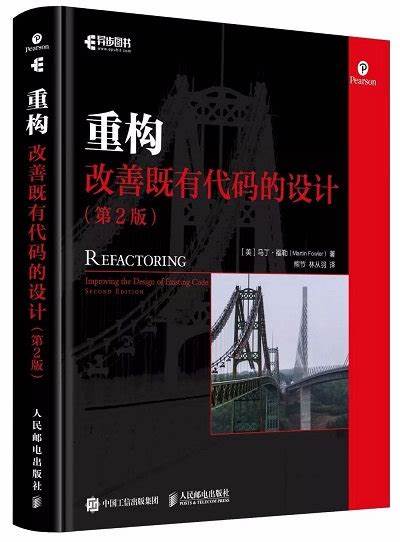 异步图书
www.epubit.com
Pearson
重构
改善既有代码的设计
(第2版)
REFACTORING
Improving the Design of Existing Code
SECOND EDITION
[美] 马丁·福勒(Martin Fowler) 著
熊节 林从羽 译
中国工信出版集团
人民邮电出版社
Pearson
重构
改善既有代码的设计(第2版)
人民邮电出版社